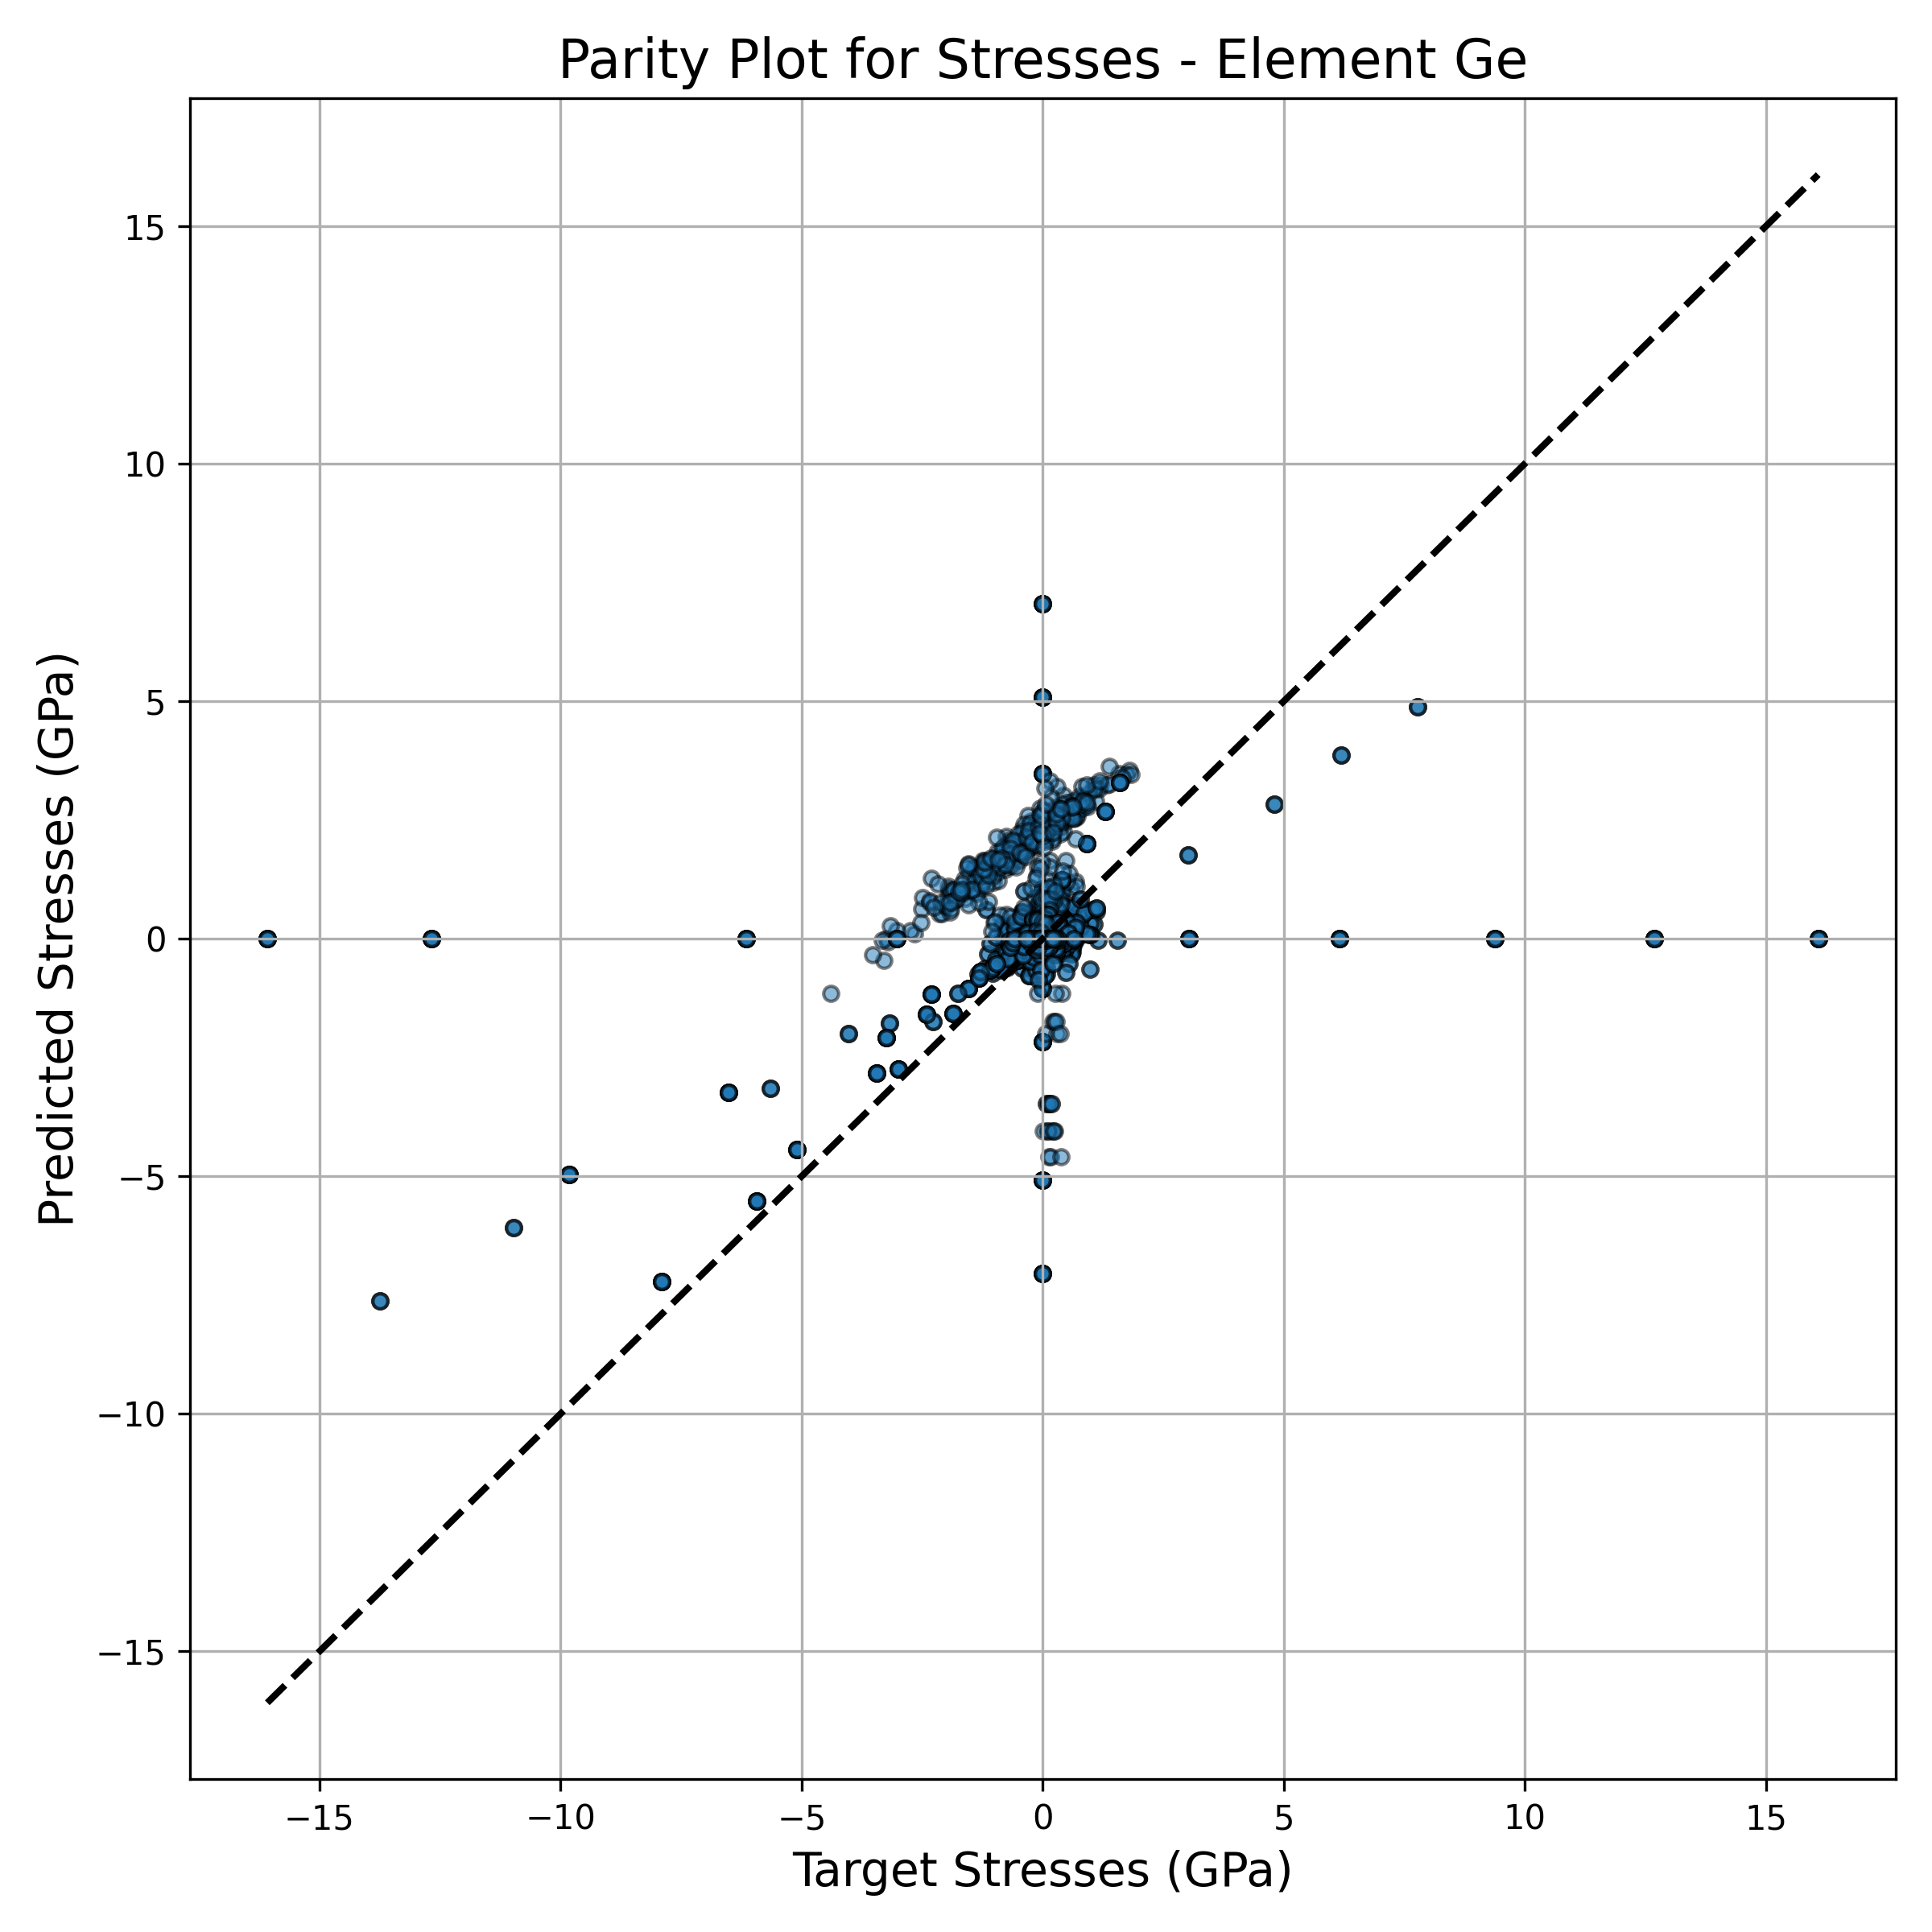 Parity Plot for Stresses - Element Ge
Predicted Stresses (GPa)
15
10
5
0
−5
−10
−15
−15 −10 −5 0 5 10 15
Target Stresses (GPa)